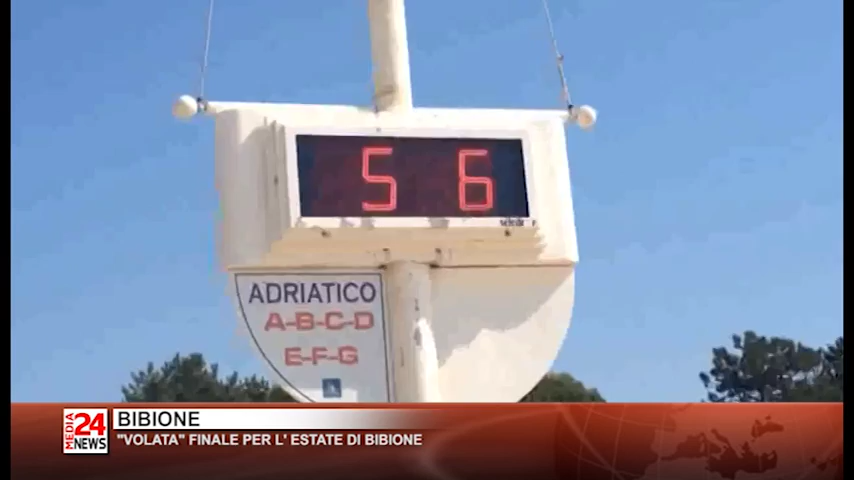 5 6
ADRIATICO
A-B-C-D
E-F-G
MEDIA 24 NEWS
BIBIONE
"VOLATA" FINALE PER L' ESTATE DI BIBIONE